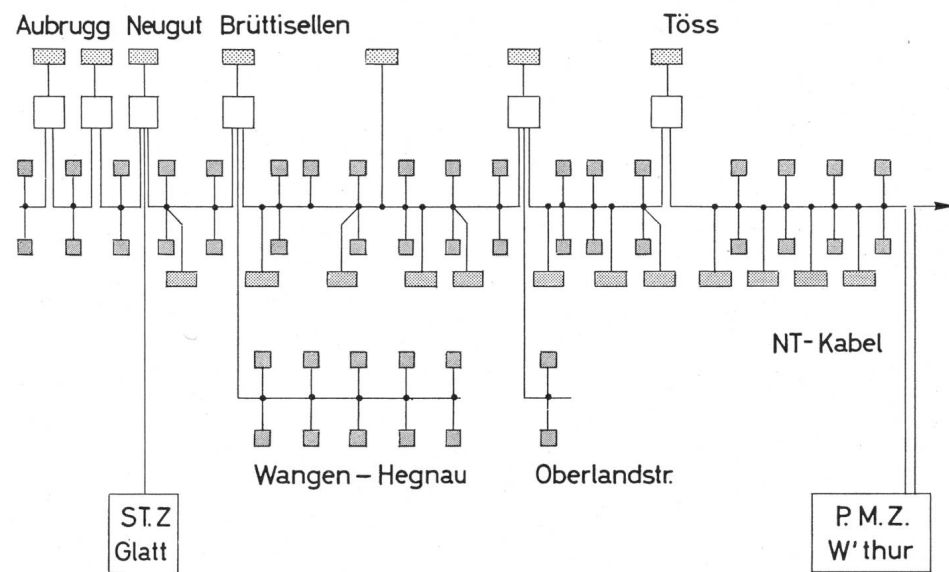 Aubrugg Neugut Brüttisellen Töss
NT-Kabel
Wangen-Hegnau Oberlandstr.
ST. Z
Glatt
P. M. Z.
W'thur